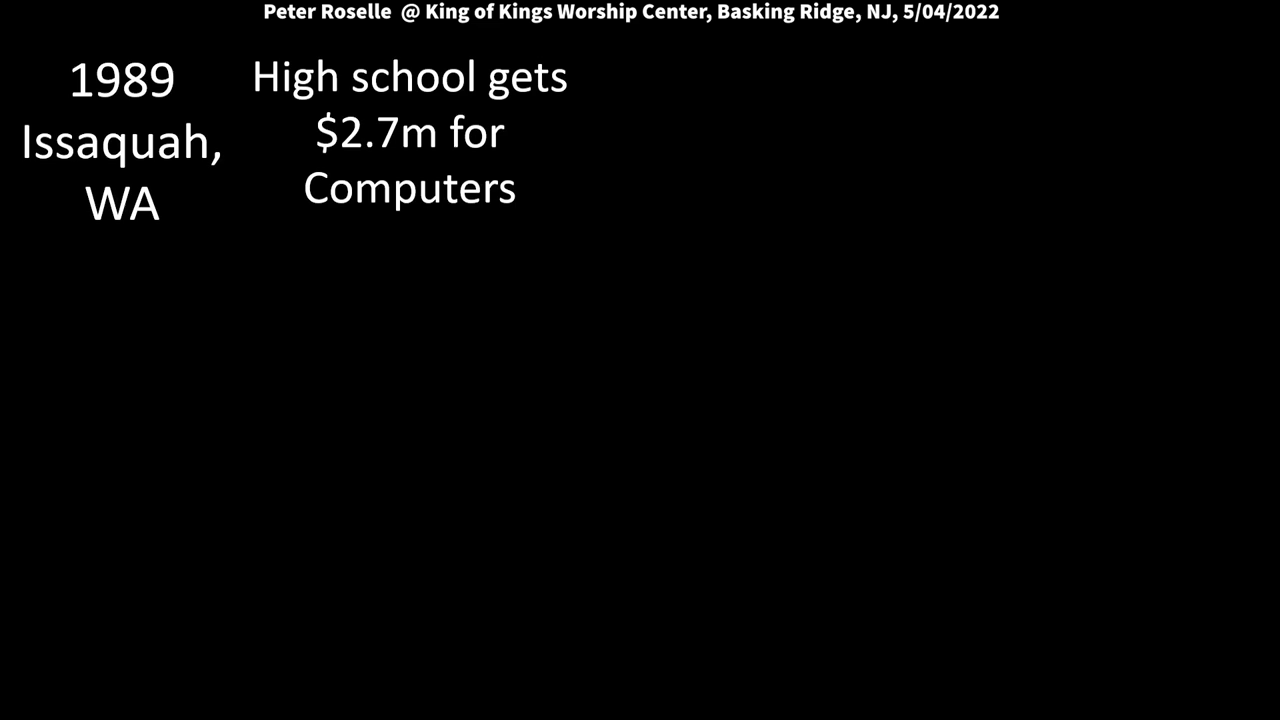 Peter Roselle @ King of Kings Worship Center, Basking Ridge, NJ, 5/04/2022
1989
Issaquah,
WA
High school gets
$2.7m for
Computers